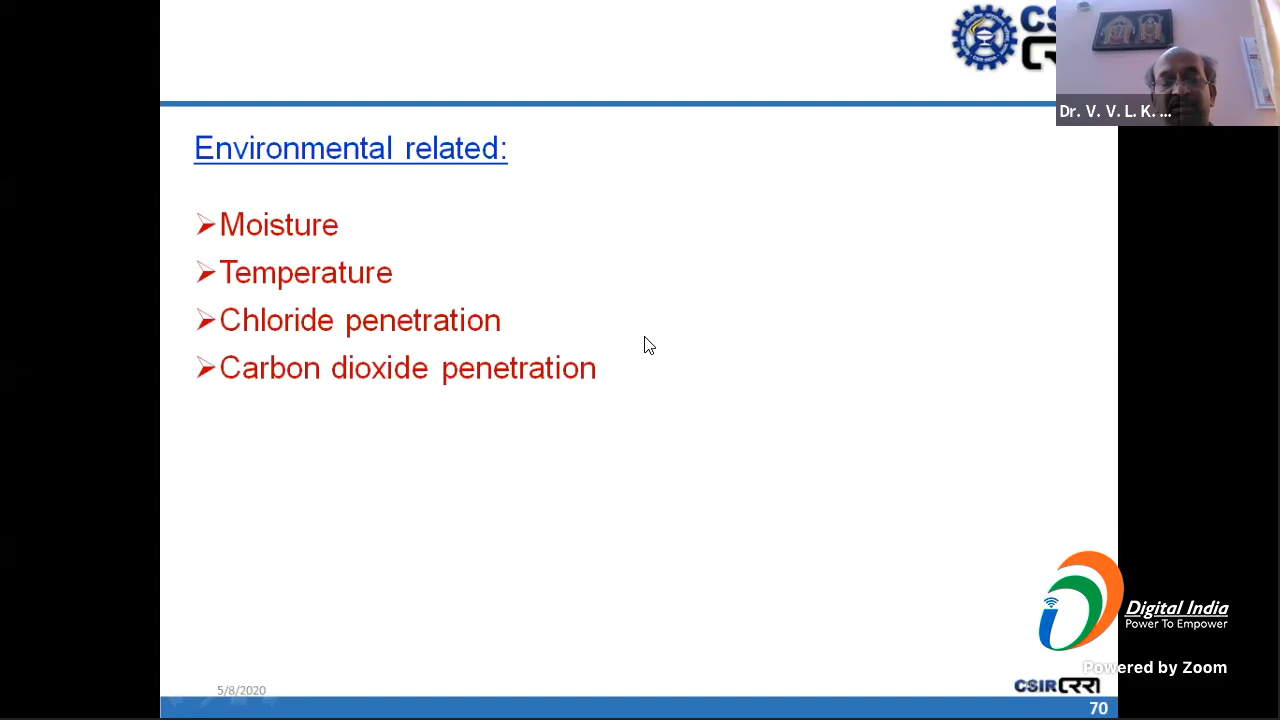 Dr. V. V. L. K. ...
Environmental related:
➢Moisture
➢Temperature
➢Chloride penetration
➢Carbon dioxide penetration
Digital India
Power To Empower
Powered by Zoom
5/8/2020
CSIR CRRI
70